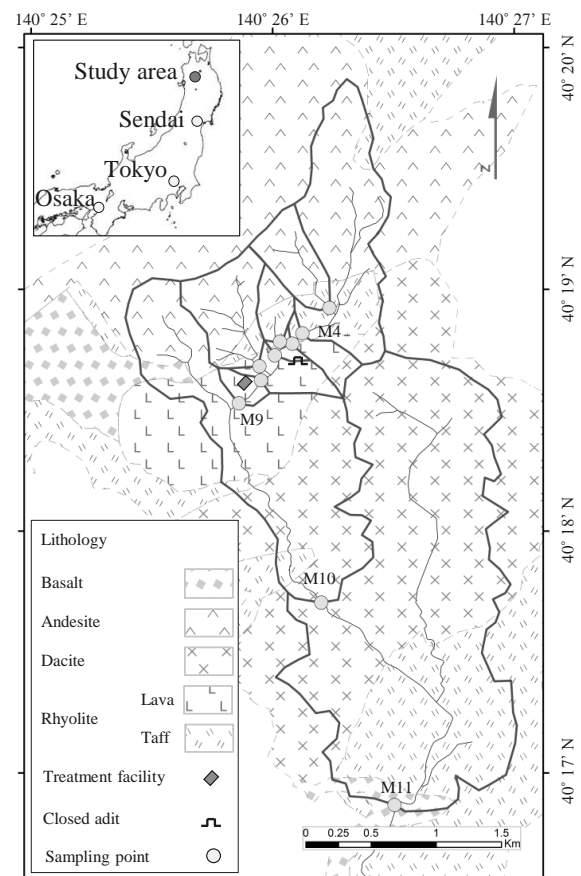 140° 25’ E
140° 26’
140° 27’
40° 20’ N
Study area
Sendai
Tokyo
Osaka
N
40° 19’ N
M4
M9
40° 18’ N
M10
40° 17’ N
M11
Lithology
Basalt
Andesite
Dacite
Rhyolite
Lava
Taff
Treatment facility
Closed adit
Sampling point
0 0.25 0.5 1 1.5
Km